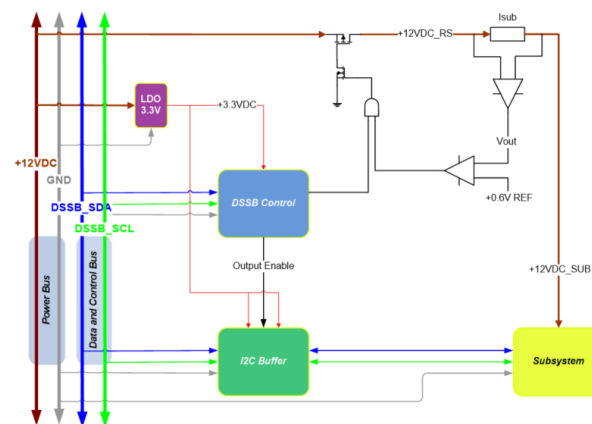 Isub
+12VDC_RS
LDO
3.3V
+3.3VDC
Vout
+12VDC
GND
DSSB_SDA
DSSB_SCL
DSSB Control
+0.6V REF
Output Enable
+12VDC_SUB
Power Bus
Data and Control Bus
I2C Buffer
Subsystem